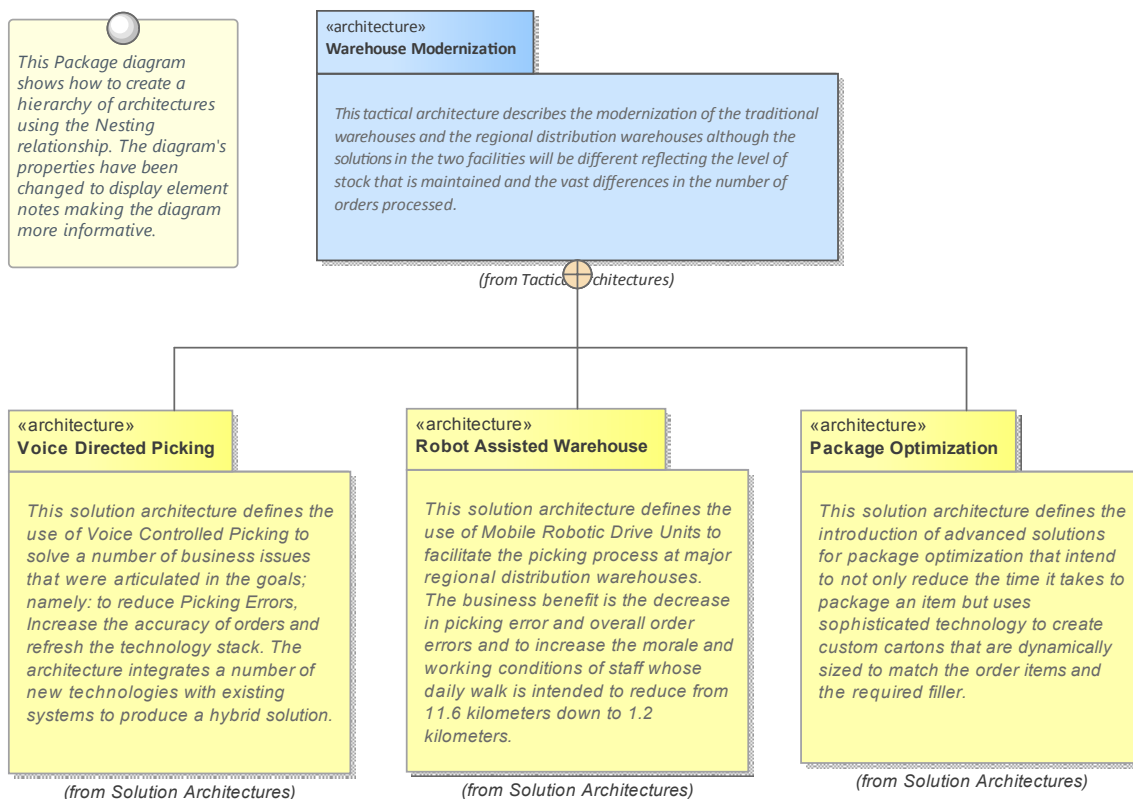 This Package diagram
shows how to create a
hierarchy of architectures
using the Nesting
relationship. The diagram's
properties have been
changed to display element
notes making the diagram
more informative.
«architecture»
Warehouse Modernization
This tactical architecture describes the modernization of the traditional
warehouses and the regional distribution warehouses although the
solutions in the two facilities will be different reflecting the level of
stock that is maintained and the vast differences in the number of
orders processed.
(from Tactical Architectures)
«architecture»
Voice Directed Picking
This solution architecture defines the
use of Voice Controlled Picking to
solve a number of business issues
that were articulated in the goals;
namely: to reduce Picking Errors,
Increase the accuracy of orders and
refresh the technology stack. The
architecture integrates a number of
new technologies with existing
systems to produce a hybrid solution.
(from Solution Architectures)
«architecture»
Robot Assisted Warehouse
This solution architecture defines the
use of Mobile Robotic Drive Units to
facilitate the picking process at major
regional distribution warehouses.
The business benefit is the decrease
in picking error and overall order
errors and to increase the morale and
working conditions of staff whose
daily walk is intended to reduce from
11.6 kilometers down to 1.2
kilometers.
(from Solution Architectures)
«architecture»
Package Optimization
This solution architecture defines the
introduction of advanced solutions
for package optimization that intend
to not only reduce the time it takes to
package an item but uses
sophisticated technology to create
custom cartons that are dynamically
sized to match the order items and
the required filler.
(from Solution Architectures)